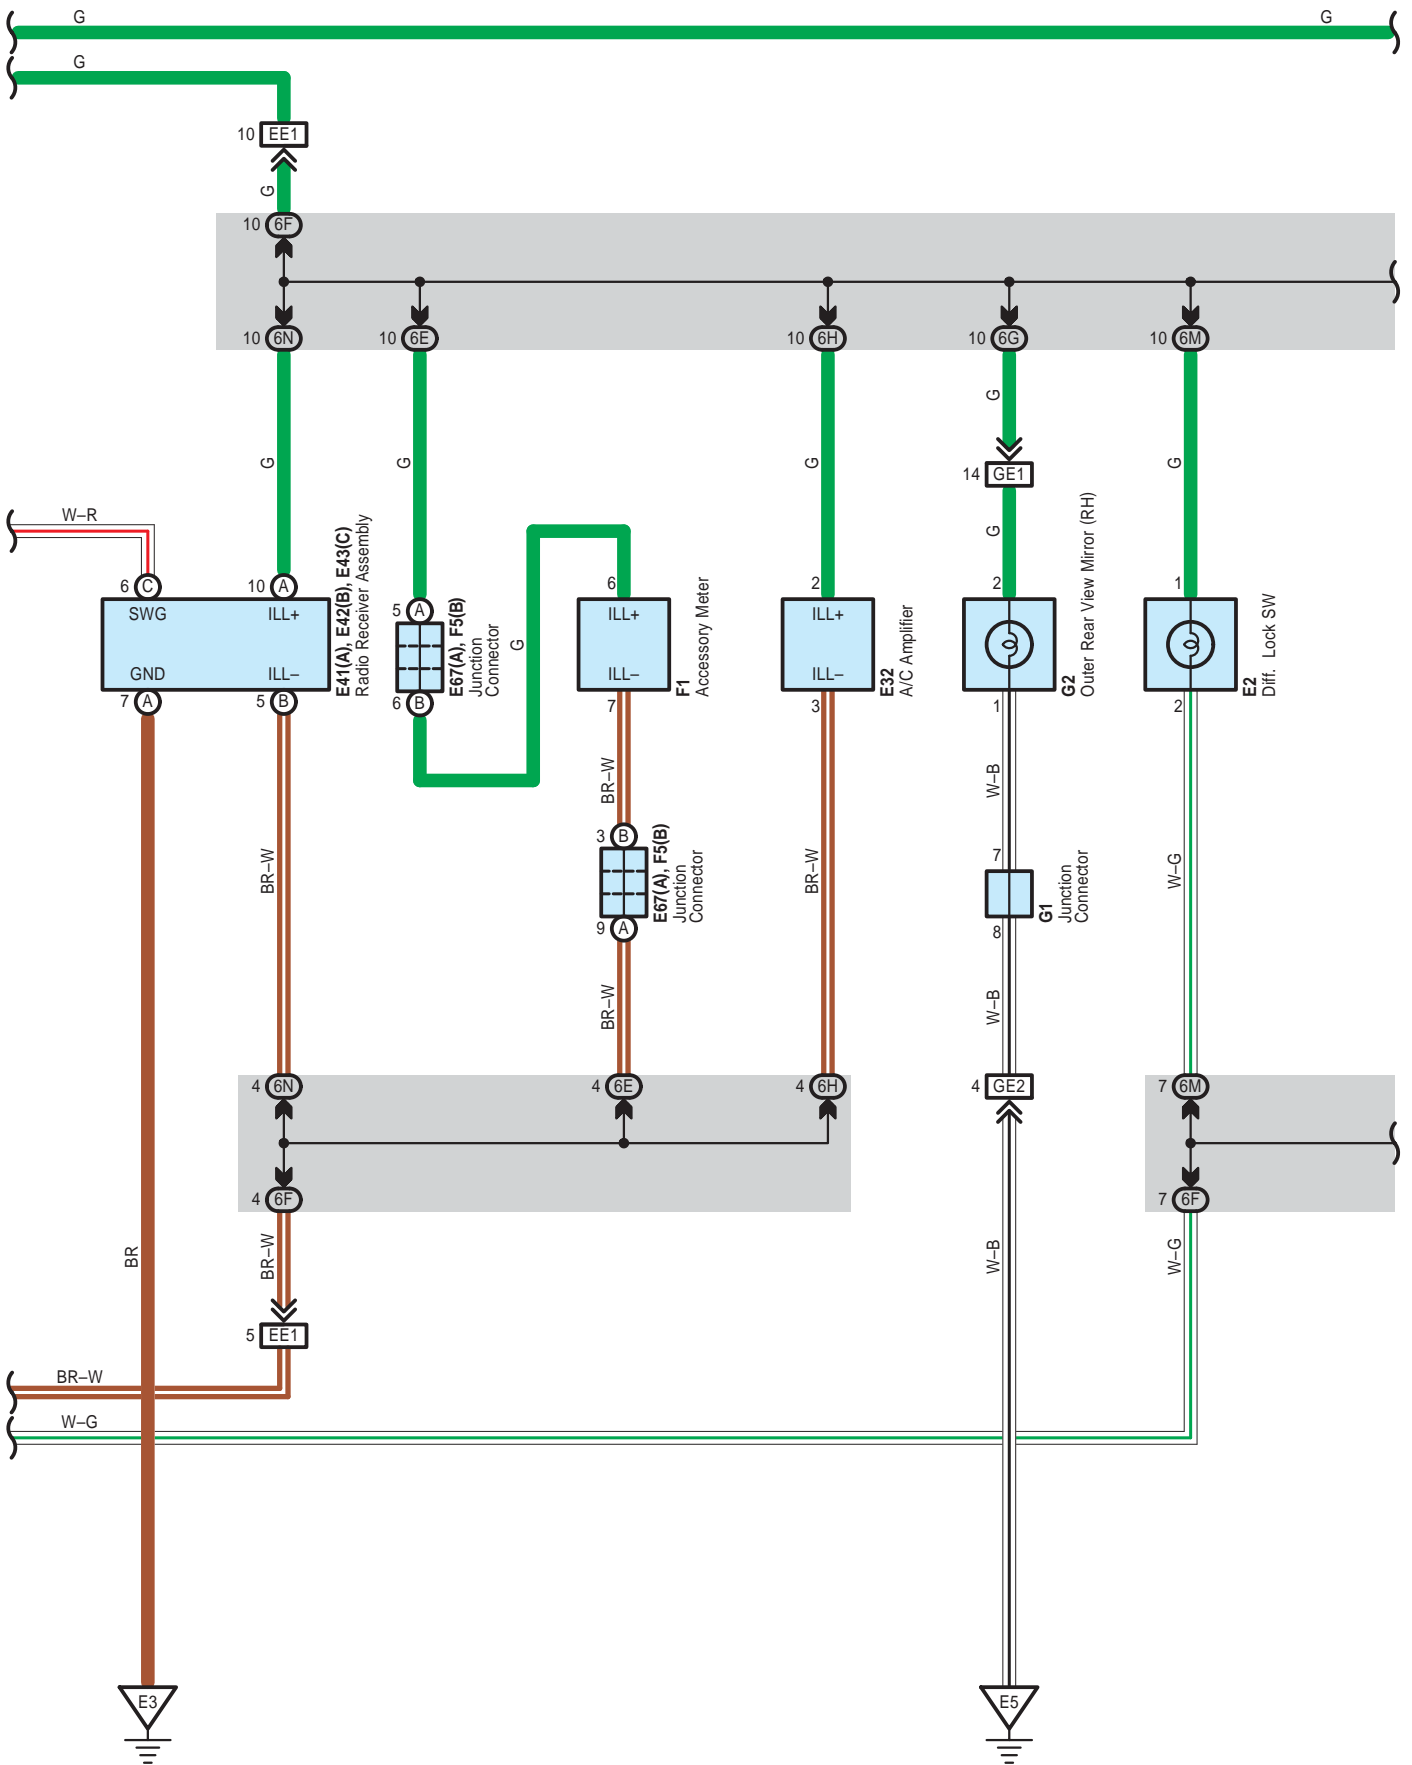 G
G
G
10 EE1
G
10 6F
10 6N
10 6E
10 6H
10 6G
10 6M
G
G
G
G
G
14 GE1
G
G
W–R
6 C
10 A
SWG
ILL+
GND
ILL–
7 A
5 B
E41(A), E42(B), E43(C)
Radio Receiver Assembly
5 A
6 B
E67(A), F5(B)
Junction
Connector
6
ILL+
ILL–
7
F1
Accessory Meter
2
ILL+
ILL–
3
E32
A/C Amplifier
2
1
G2
Outer Rear View Mirror (RH)
1
2
E2
Diff. Lock SW
BR–W
BR–W
3 B
9 A
E67(A), F5(B)
Junction
Connector
BR–W
BR–W
W–B
7
8
G1
Junction
Connector
W–B
W–G
4 6N
4 6E
4 6H
4 GE2
7 6M
4 6F
7 6F
BR
BR–W
W–B
W–G
5 EE1
BR–W
W–G
E3
E5